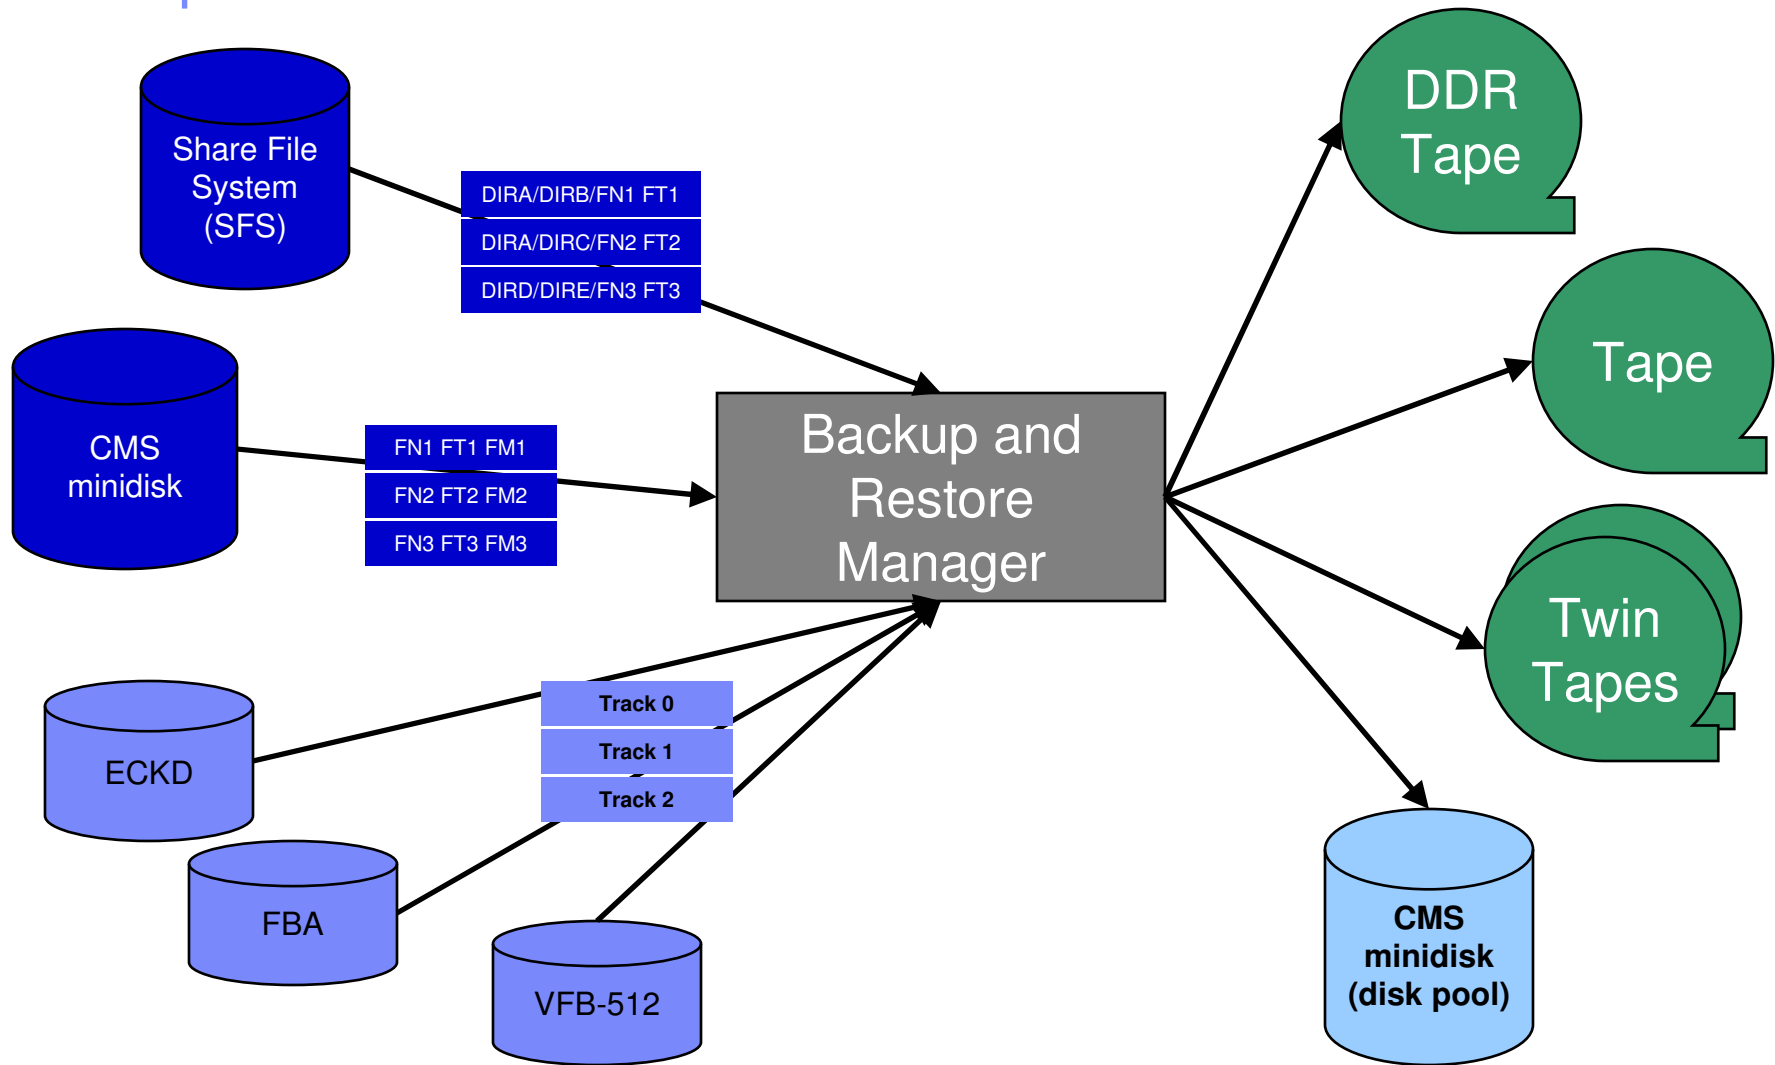 Share File
System
(SFS)
DIRA/DIRB/FN1 FT1
DIRA/DIRC/FN2 FT2
DIRD/DIRE/FN3 FT3
CMS
minidisk
FN1 FT1 FM1
FN2 FT2 FM2
FN3 FT3 FM3
Backup and
Restore
Manager
ECKD
FBA
VFB-512
Track 0
Track 1
Track 2
DDR
Tape
Tape
Twin
Tapes
CMS
minidisk
(disk pool)